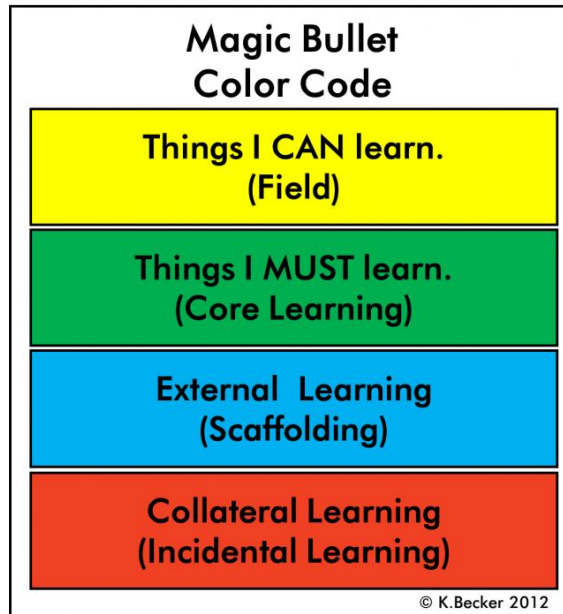 Magic Bullet
Color Code
Things I CAN learn.
(Field)
Things I MUST learn.
(Core Learning)
External Learning
(Scaffolding)
Collateral Learning
(Incidental Learning)
© K.Becker 2012